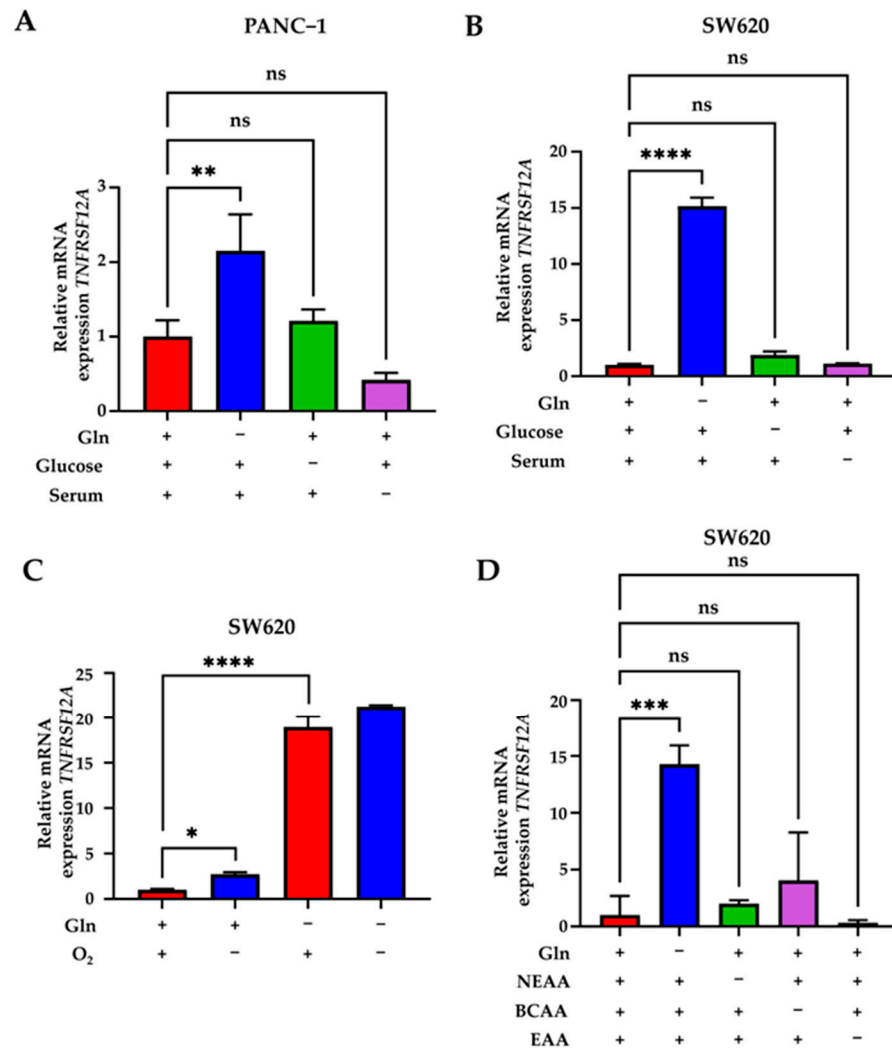 A
PANC–1
ns
ns
**
Relative mRNA
expression TNFRSF12A
3
2
1
0
Gln + − + +
Glucose + + − +
Serum + + + −
B
SW620
ns
ns
****
Relative mRNA
expression TNFRSF12A
20
15
10
5
0
Gln + − + +
Glucose + + − +
Serum + + + −
C
SW620
****
*
Relative mRNA
expression TNFRSF12A
25
20
15
10
5
0
Gln + + − −
O₂ + − + −
D
SW620
ns
ns
ns
***
Relative mRNA
expression TNFRSF12A
20
15
10
5
0
Gln + − + + +
NEAA + + − + +
BCAA + + + − +
EAA + + + + −